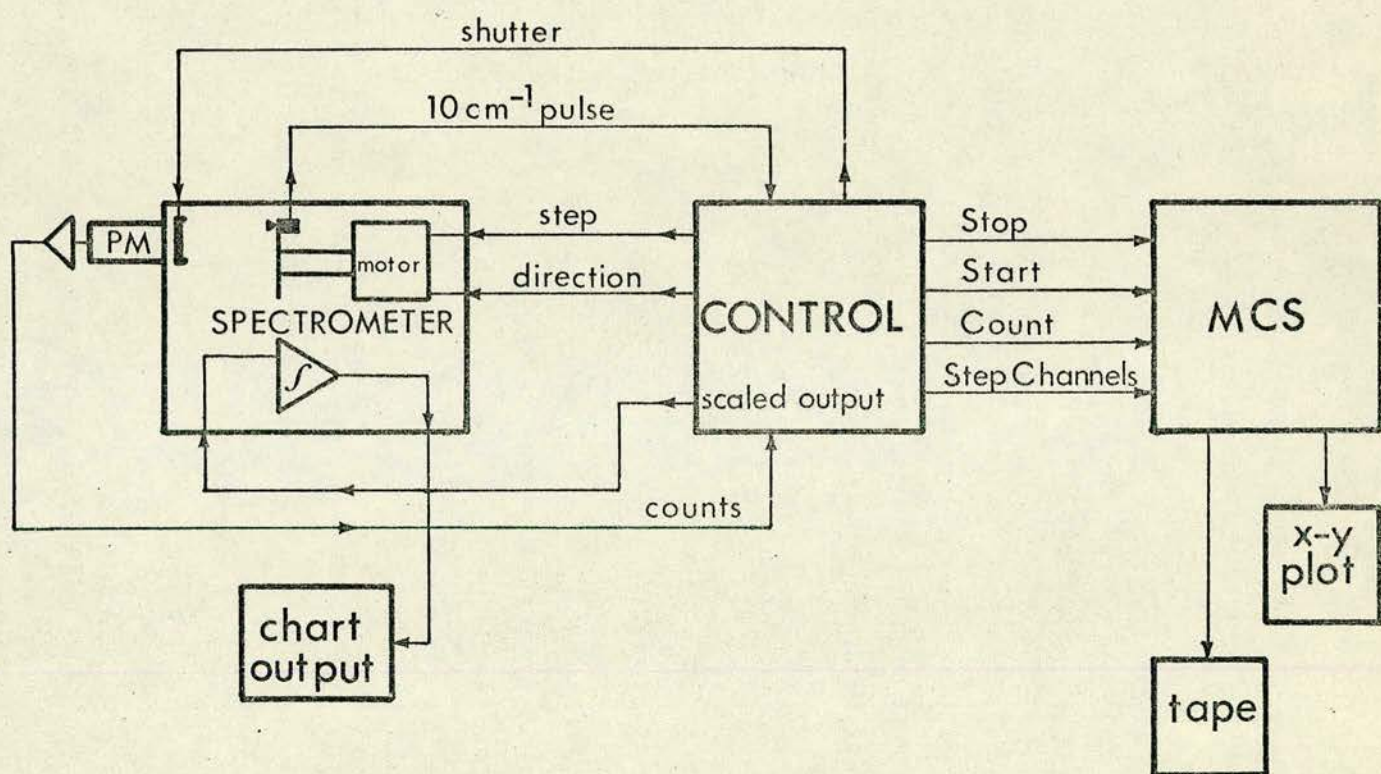 shutter
10 cm⁻¹ pulse
PM
motor
SPECTROMETER
∫
step
direction
CONTROL
scaled output
counts
Stop
Start
Count
Step Channels
MCS
chart
output
x-y
plot
tape